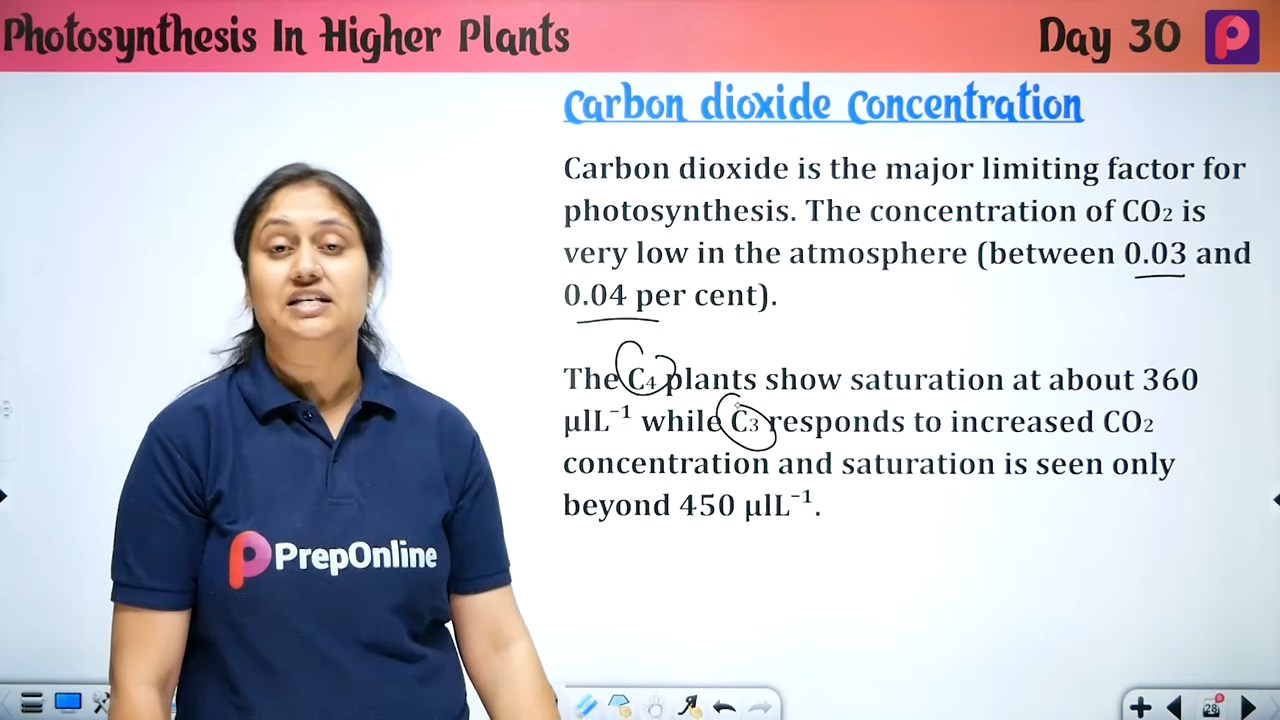 Photosynthesis In Higher Plants
Day 30
Carbon dioxide Concentration
Carbon dioxide is the major limiting factor for
photosynthesis. The concentration of CO₂ is
very low in the atmosphere (between 0.03 and
0.04 per cent).
The C₄ plants show saturation at about 360
µlL⁻¹ while C₃ responds to increased CO₂
concentration and saturation is seen only
beyond 450 µlL⁻¹.
PrepOnline
28